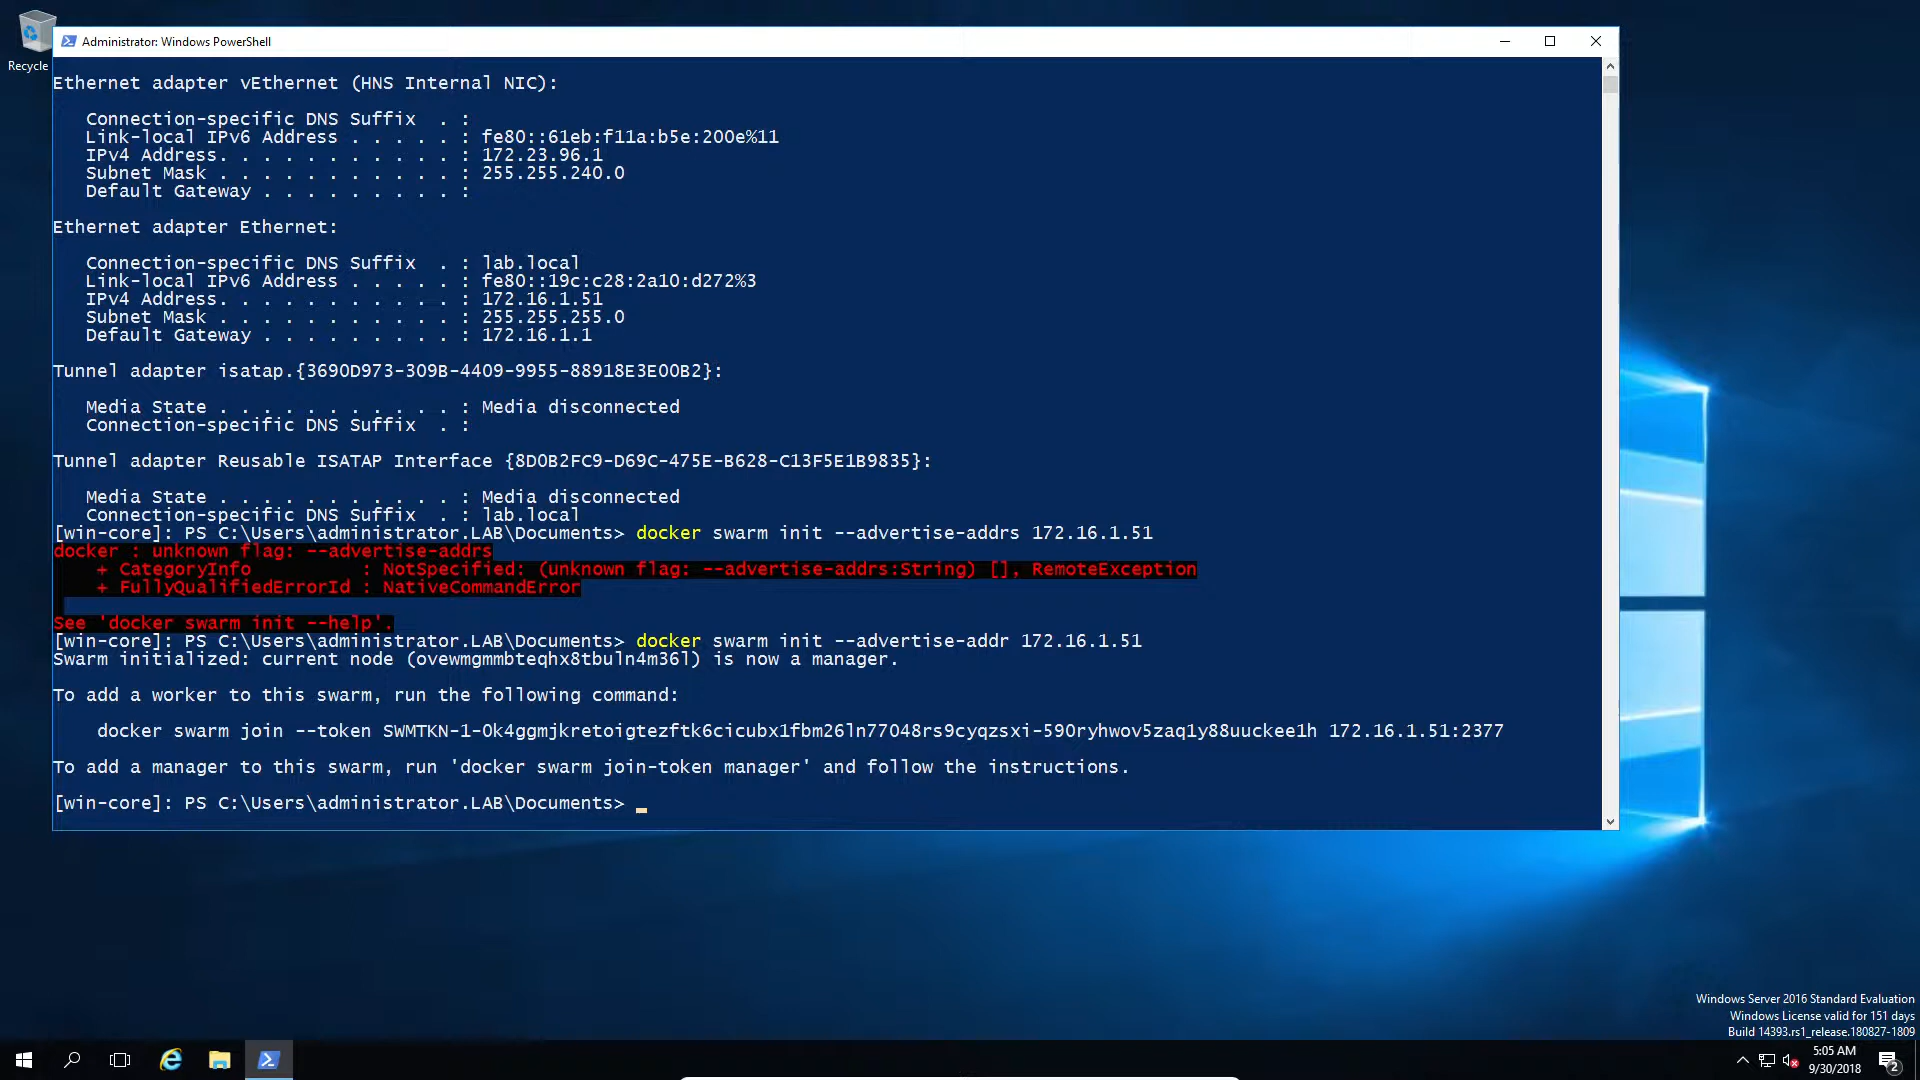 Recycle
Administrator: Windows PowerShell
Ethernet adapter vEthernet (HNS Internal NIC):
Connection-specific DNS Suffix  . :
Link-local IPv6 Address . . . . . : fe80::61eb:f11a:b5e:200e%11
IPv4 Address. . . . . . . . . . . : 172.23.96.1
Subnet Mask . . . . . . . . . . . : 255.255.240.0
Default Gateway . . . . . . . . . :
Ethernet adapter Ethernet:
Connection-specific DNS Suffix  . : lab.local
Link-local IPv6 Address . . . . . : fe80::19c:c28:2a10:d272%3
IPv4 Address. . . . . . . . . . . : 172.16.1.51
Subnet Mask . . . . . . . . . . . : 255.255.255.0
Default Gateway . . . . . . . . . : 172.16.1.1
Tunnel adapter isatap.{3690D973-309B-4409-9955-88918E3E00B2}:
Media State . . . . . . . . . . . : Media disconnected
Connection-specific DNS Suffix  . :
Tunnel adapter Reusable ISATAP Interface {8D0B2FC9-D69C-475E-B628-C13F5E1B9835}:
Media State . . . . . . . . . . . : Media disconnected
Connection-specific DNS Suffix  . : lab.local
[win-core]: PS C:\Users\administrator.LAB\Documents> docker swarm init --advertise-addrs 172.16.1.51
docker : unknown flag: --advertise-addrs
+ CategoryInfo          : NotSpecified: (unknown flag: --advertise-addrs:String) [], RemoteException
+ FullyQualifiedErrorId : NativeCommandError
See 'docker swarm init --help'.
[win-core]: PS C:\Users\administrator.LAB\Documents> docker swarm init --advertise-addr 172.16.1.51
Swarm initialized: current node (ovewmgmmbteqhx8tbuln4m36l) is now a manager.
To add a worker to this swarm, run the following command:
docker swarm join --token SWMTKN-1-0k4ggmjkretoigtezftk6cicubx1fbm26ln77048rs9cyqzsxi-590ryhwov5zaq1y88uuckee1h 172.16.1.51:2377
To add a manager to this swarm, run 'docker swarm join-token manager' and follow the instructions.
[win-core]: PS C:\Users\administrator.LAB\Documents>
Windows Server 2016 Standard Evaluation
Windows License valid for 151 days
Build 14393.rs1_release.180827-1809
5:05 AM
9/30/2018
2